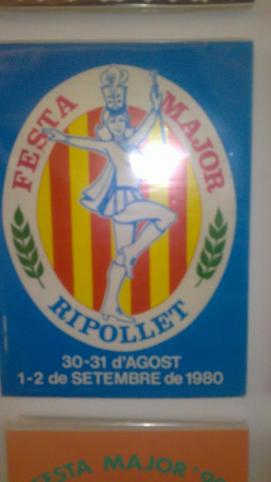 FESTA MAJOR
RIPOLLET
30-31 d'AGOST
1-2 de SETEMBRE de 1980
FESTA MAJOR